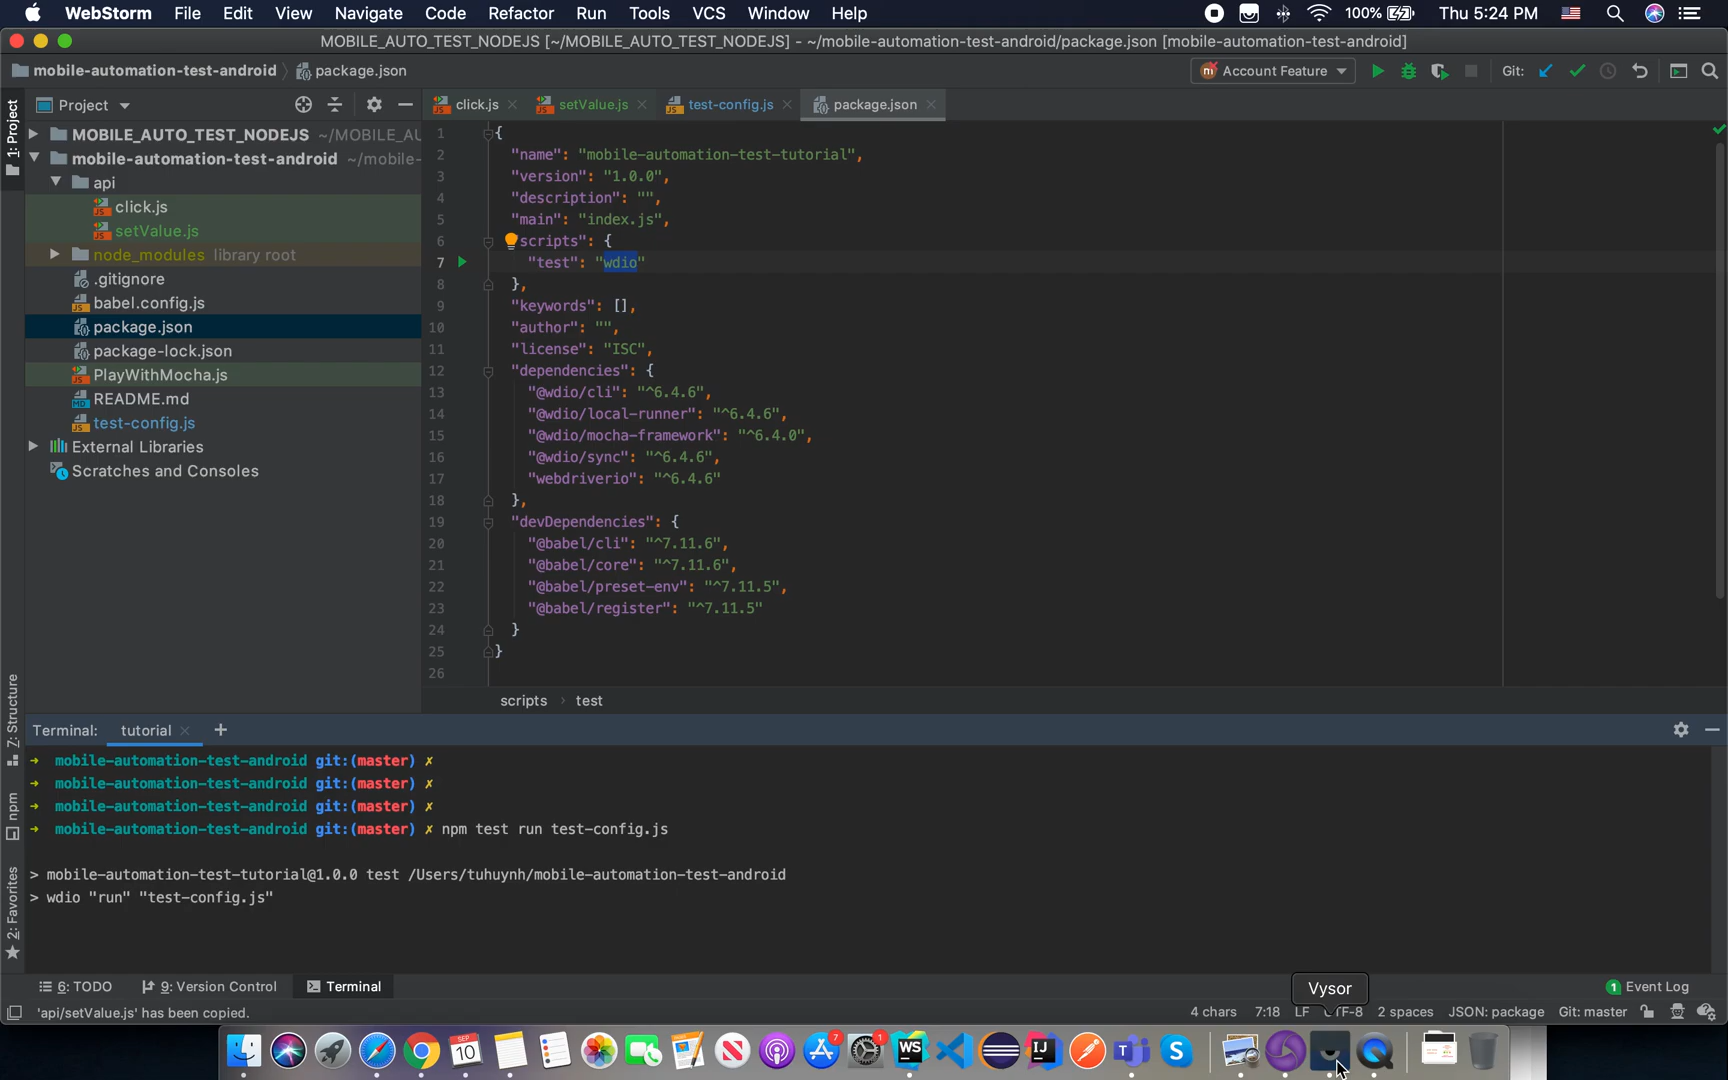 WebStorm File Edit View Navigate Code Refactor Run Tools VCS Window Help 100% Thu 5:24 PM
MOBILE_AUTO_TEST_NODEJS [~/MOBILE_AUTO_TEST_NODEJS] - ~/mobile-automation-test-android/package.json [mobile-automation-test-android]
mobile-automation-test-android package.json Account Feature Git:
1: Project
Project
click.js setValue.js test-config.js package.json
MOBILE_AUTO_TEST_NODEJS ~/MOBILE_AU
mobile-automation-test-android ~/mobile-
api
click.js
setValue.js
node_modules library root
.gitignore
babel.config.js
package.json
package-lock.json
PlayWithMocha.js
README.md
test-config.js
External Libraries
Scratches and Consoles
1 {
2 "name": "mobile-automation-test-tutorial",
3 "version": "1.0.0",
4 "description": "",
5 "main": "index.js",
6 scripts": {
7 "test": "wdio"
8 },
9 "keywords": [],
10 "author": "",
11 "license": "ISC",
12 "dependencies": {
13 "@wdio/cli": "^6.4.6",
14 "@wdio/local-runner": "^6.4.6",
15 "@wdio/mocha-framework": "^6.4.0",
16 "@wdio/sync": "^6.4.6",
17 "webdriverio": "^6.4.6"
18 },
19 "devDependencies": {
20 "@babel/cli": "^7.11.6",
21 "@babel/core": "^7.11.6",
22 "@babel/preset-env": "^7.11.5",
23 "@babel/register": "^7.11.5"
24 }
25 }
26
scripts › test
7: Structure
npm
2: Favorites
Terminal: tutorial +
→ mobile-automation-test-android git:(master) ✗
→ mobile-automation-test-android git:(master) ✗
→ mobile-automation-test-android git:(master) ✗
→ mobile-automation-test-android git:(master) ✗ npm test run test-config.js
> mobile-automation-test-tutorial@1.0.0 test /Users/tuhuynh/mobile-automation-test-android
> wdio "run" "test-config.js"
6: TODO 9: Version Control Terminal 1 Event Log
Vysor
'api/setValue.js' has been copied. 4 chars 7:18 LF UTF-8 2 spaces JSON: package Git: master
SEP
10
7
1
WS
IJ